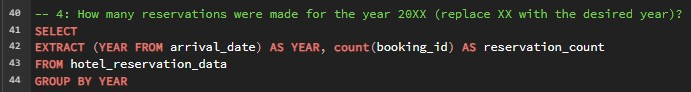 40 -- 4: How many reservations were made for the year 20XX (replace XX with the desired year)?
41 SELECT
42 EXTRACT (YEAR FROM arrival_date) AS YEAR, count(booking_id) AS reservation_count
43 FROM hotel_reservation_data
44 GROUP BY YEAR